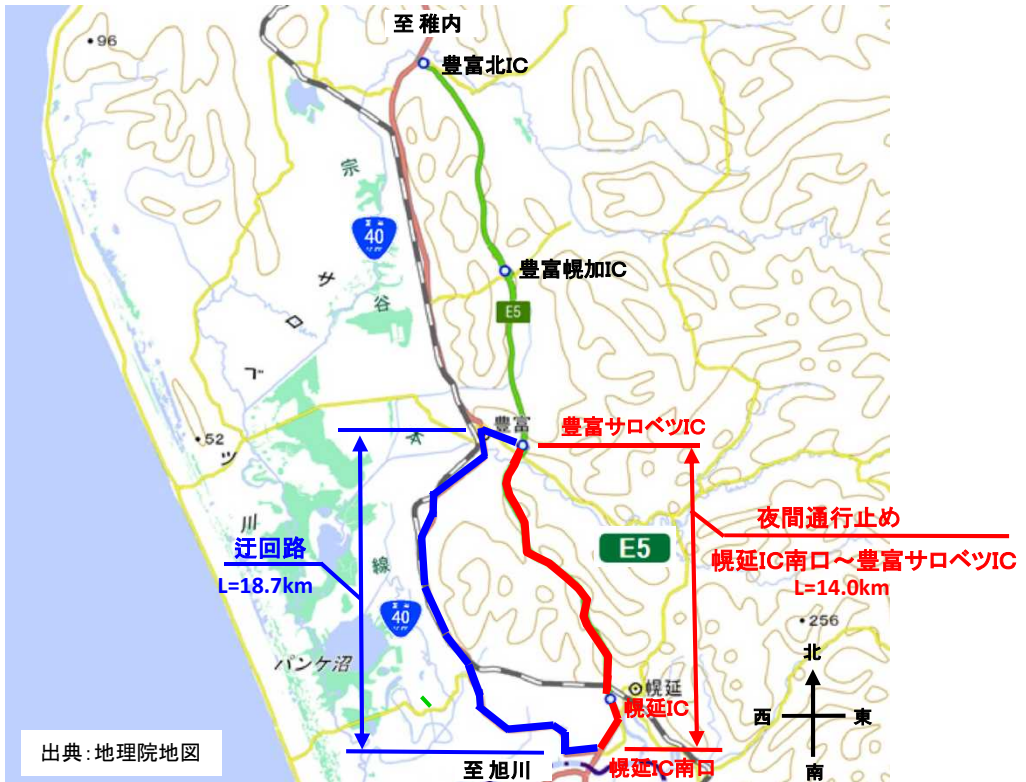 至 稚内
96
豊富北IC
宗
40
サ
谷
豊富幌加IC
ロ
E5
ベ
豊富
豊富サロベツIC
52
ツ
本
川
夜間通行止め
迂回路
E5
幌延IC南口～豊富サロベツIC
L=18.7km
線
L=14.0km
40
256
北
パンケ沼
幌延
幌延IC
西
東
出典:地理院地図
至 旭川
幌延IC南口
南